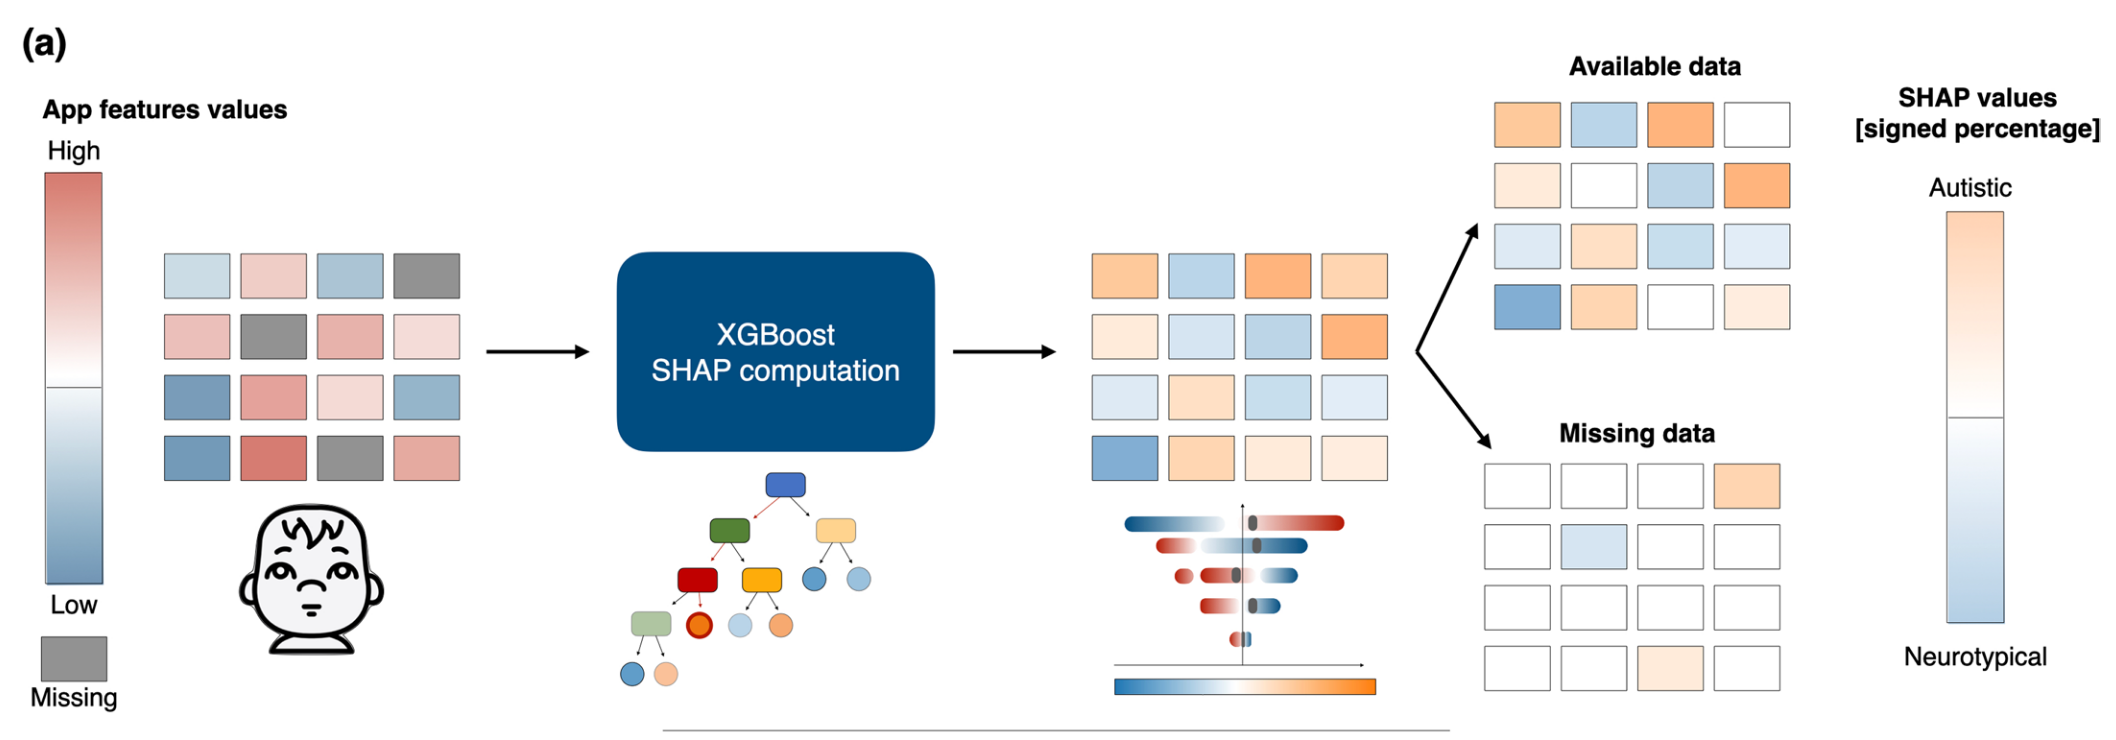 (a)
App features values
High
Low
Missing
XGBoost
SHAP computation
Available data
Missing data
SHAP values
[signed percentage]
Autistic
Neurotypical